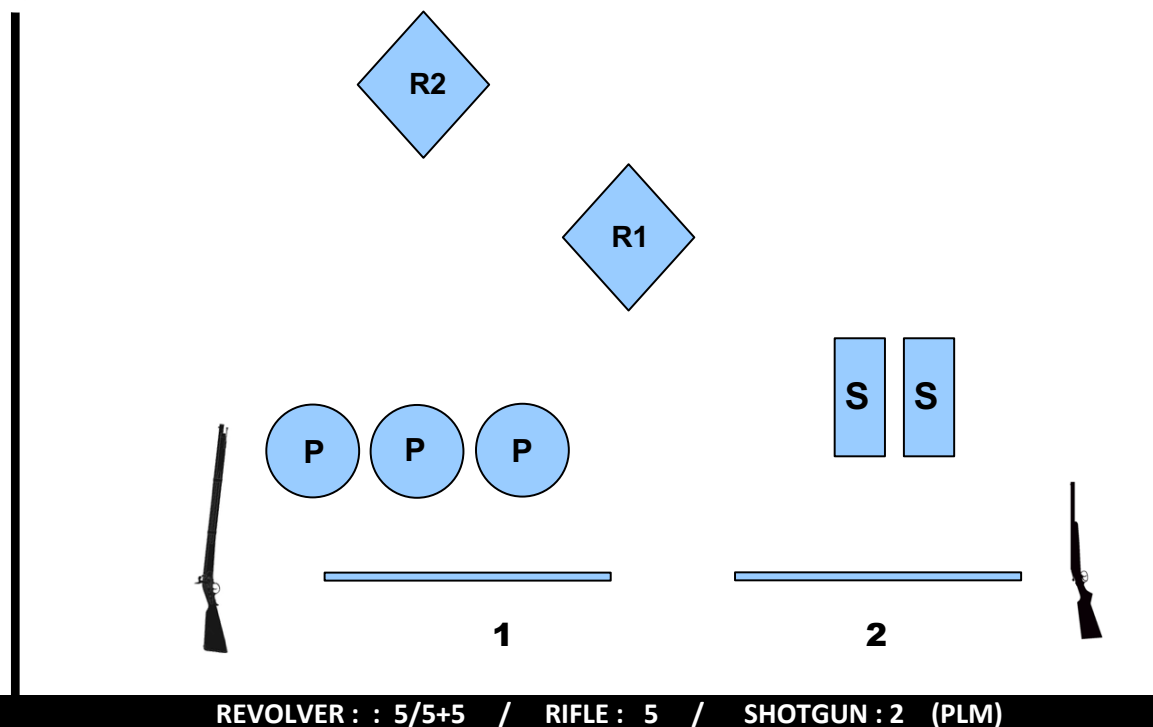 R2
R1
S S
P P P
1 2
REVOLVER : : 5/5+5 / RIFLE : 5 / SHOTGUN : 2 (PLM)